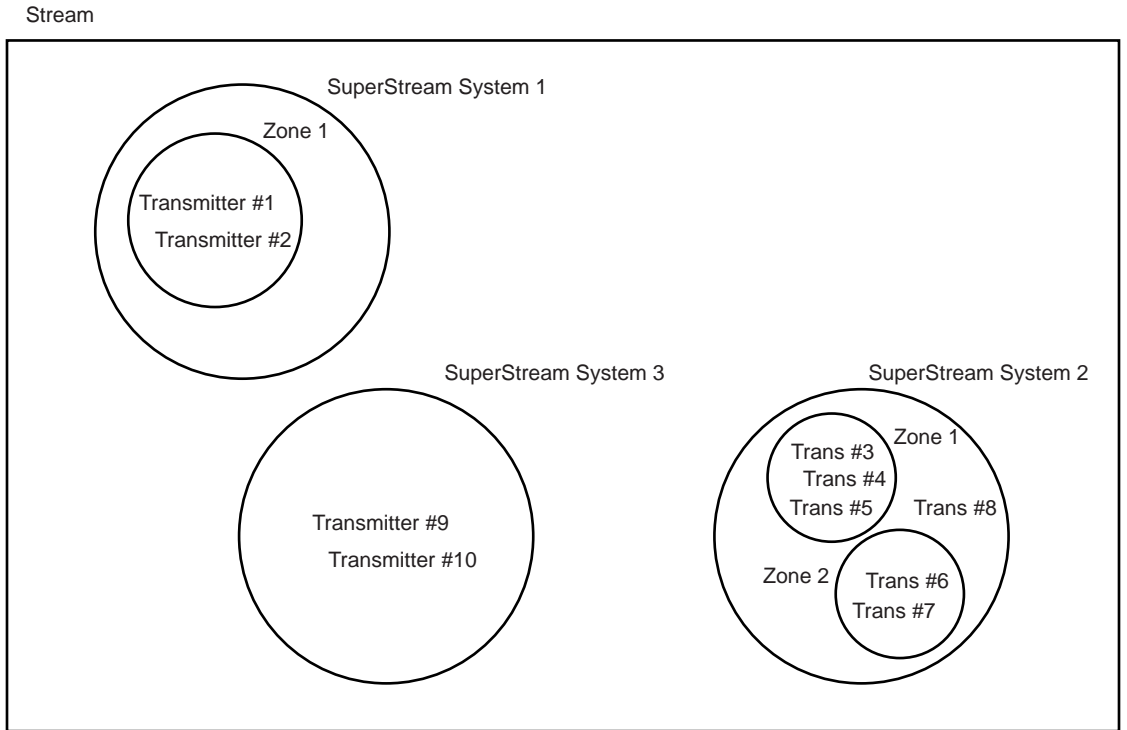 Stream
SuperStream System 1
Zone 1
Transmitter #1
Transmitter #2
SuperStream System 3
Transmitter #9
Transmitter #10
SuperStream System 2
Zone 1
Trans #3
Trans #4
Trans #5
Trans #8
Zone 2
Trans #6
Trans #7